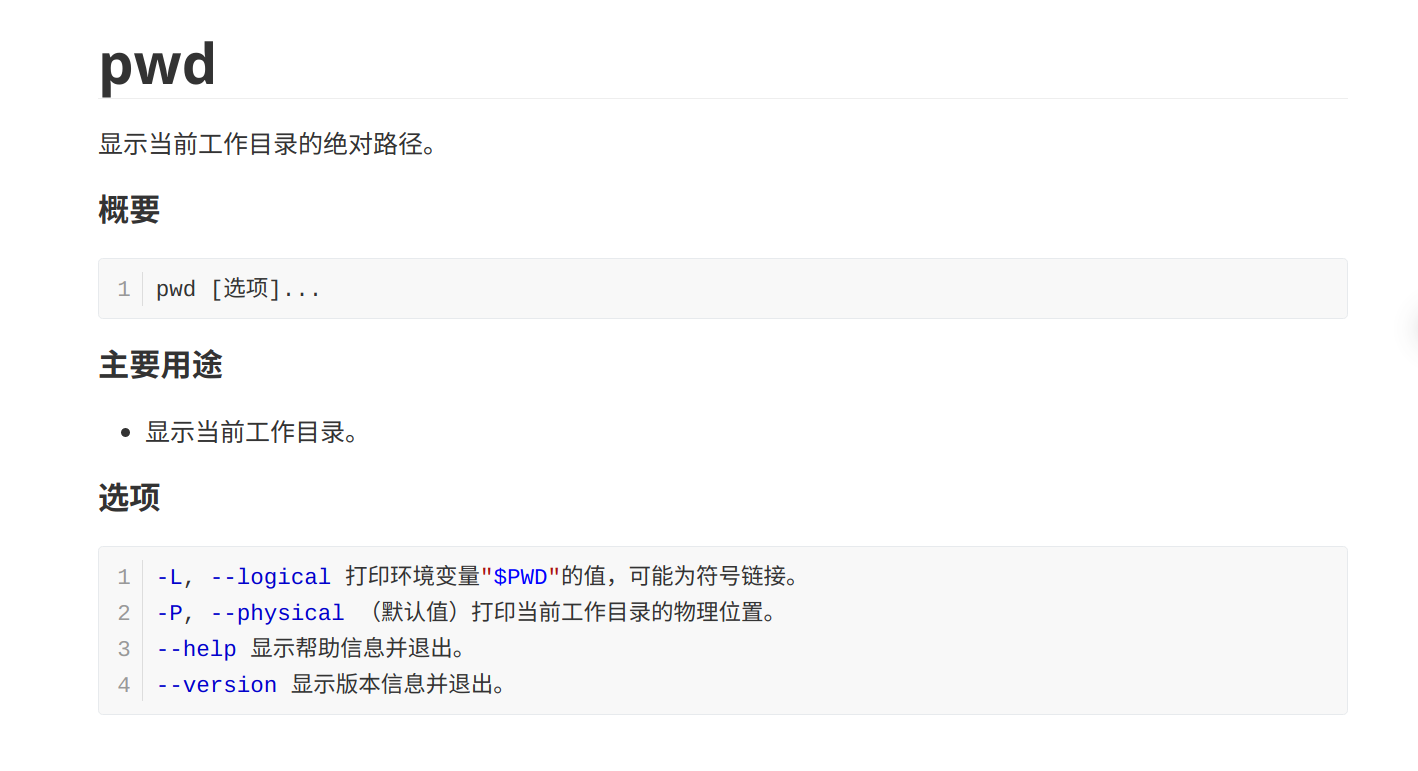 pwd
显示当前工作目录的绝对路径。
概要
1 pwd [选项]...
主要用途
• 显示当前工作目录。
选项
1 -L, --logical 打印环境变量"$PWD"的值，可能为符号链接。
2 -P, --physical （默认值）打印当前工作目录的物理位置。
3 --help 显示帮助信息并退出。
4 --version 显示版本信息并退出。